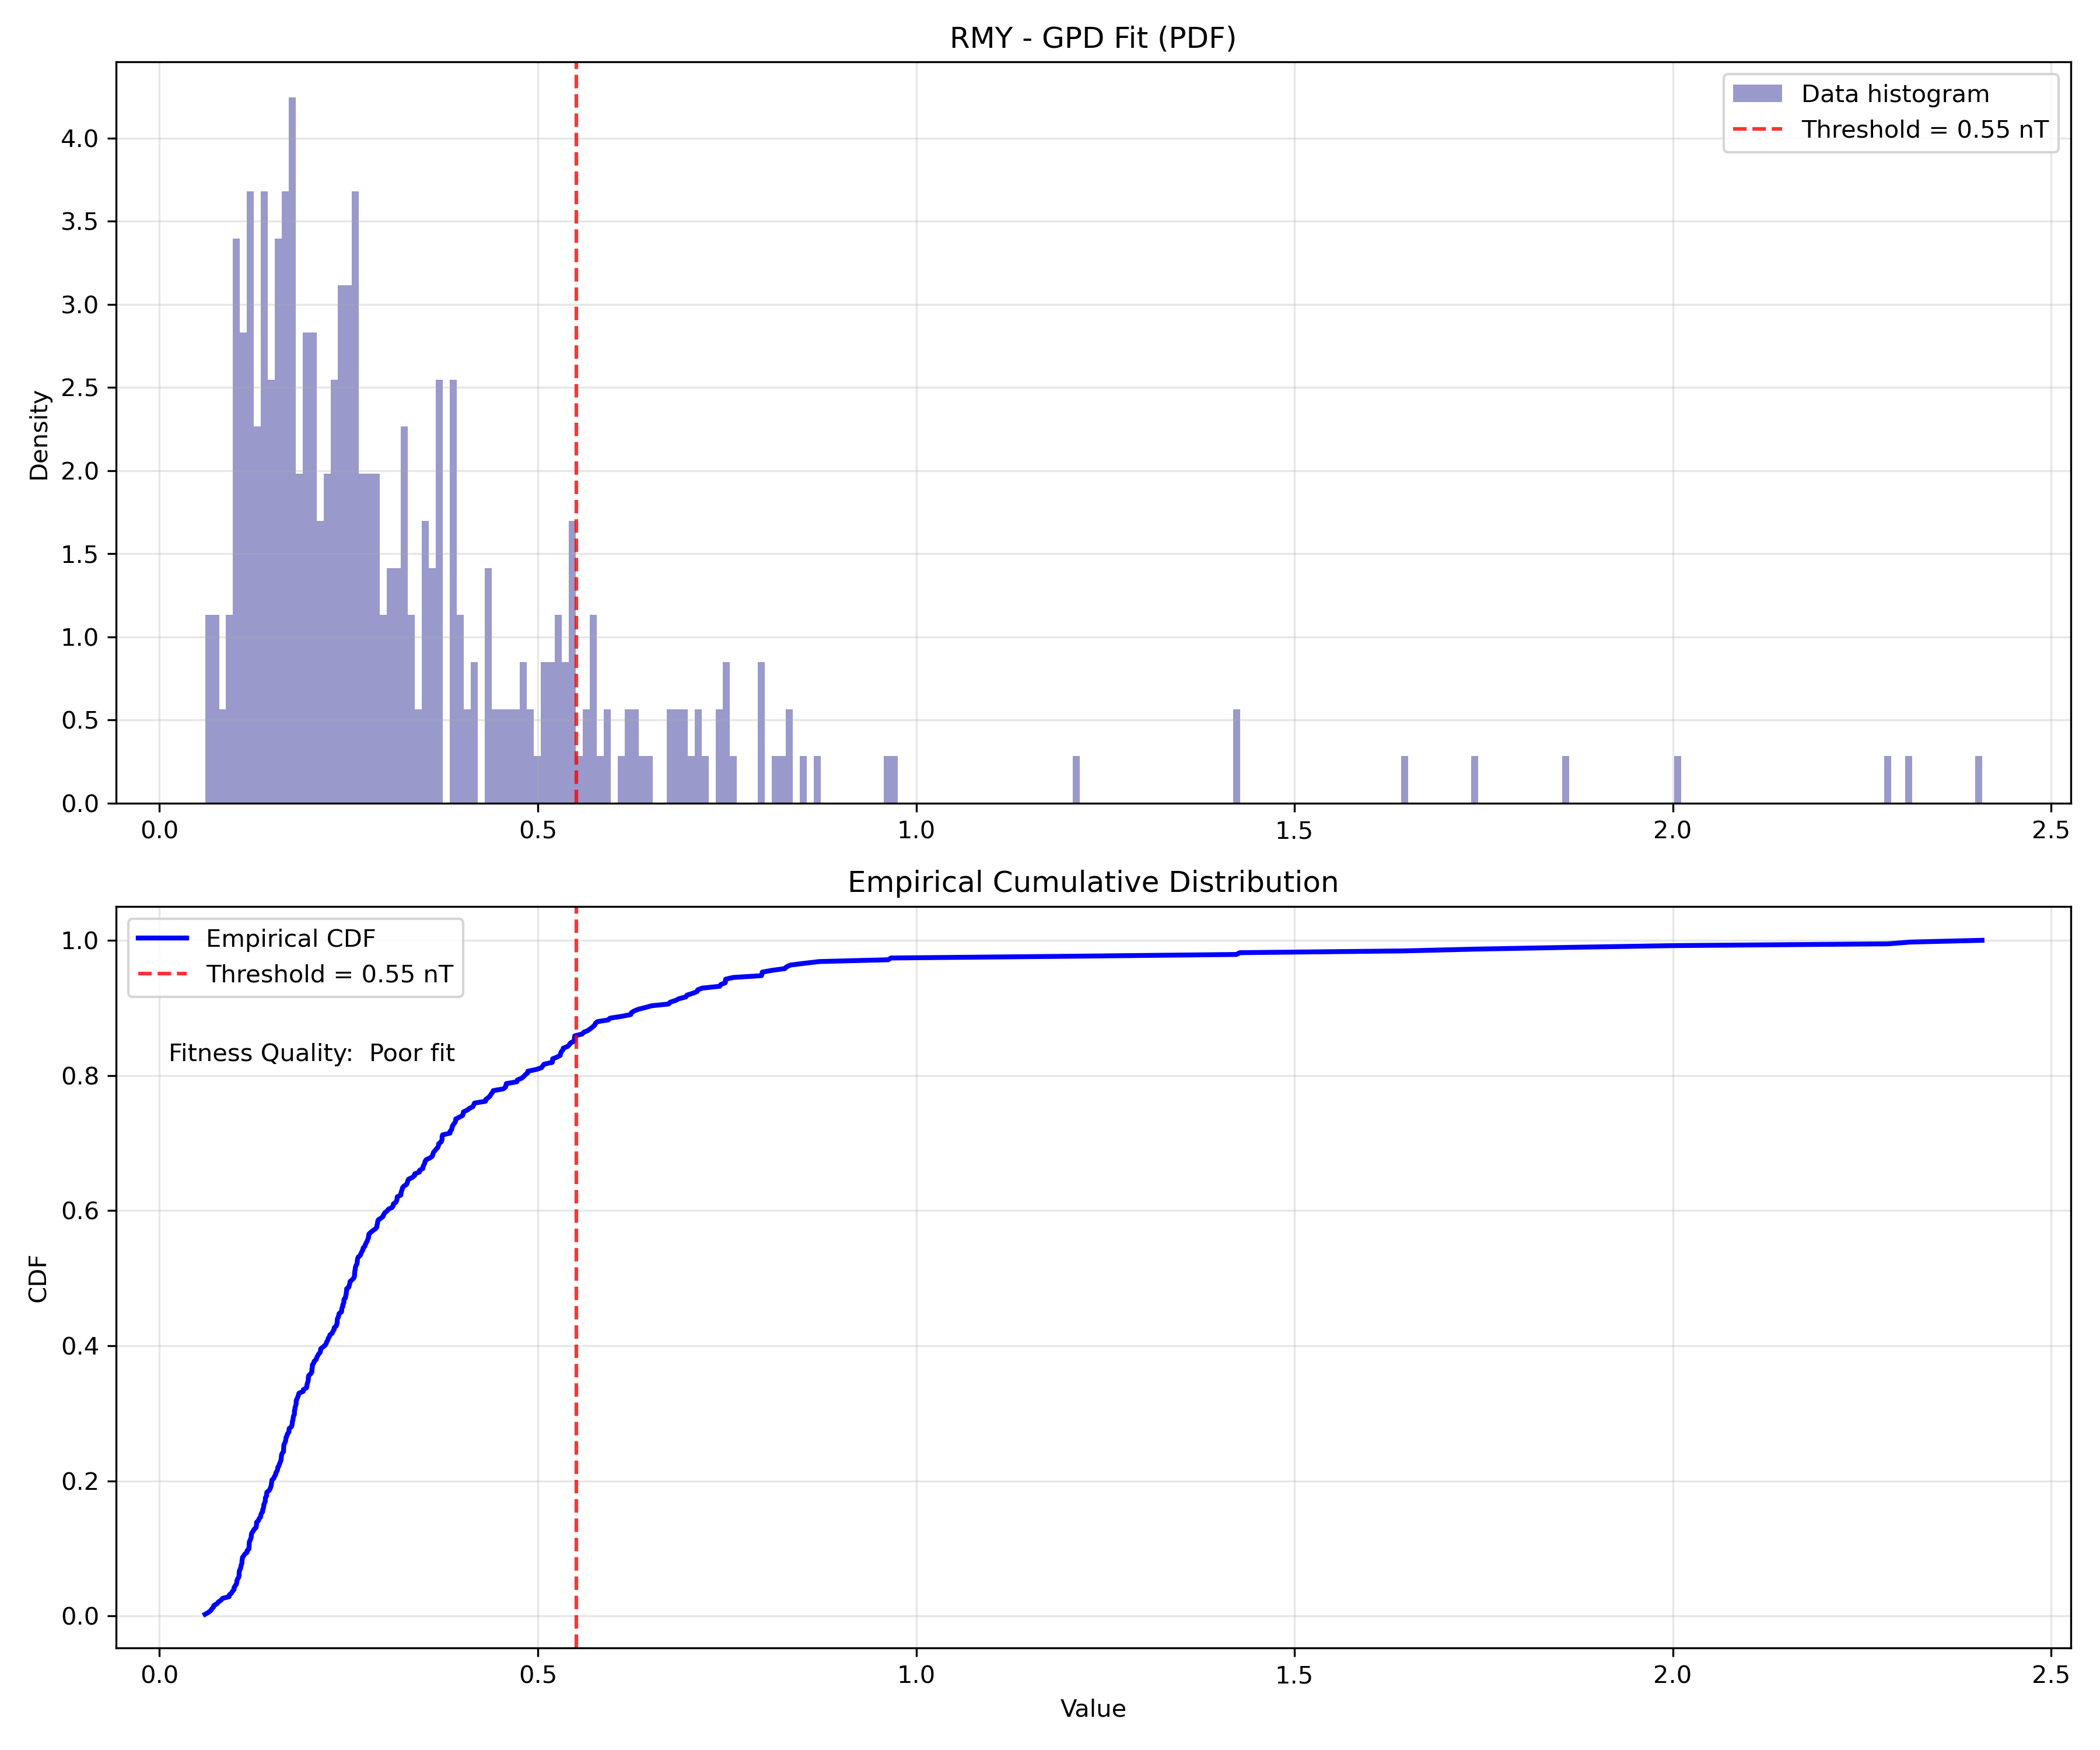 RMY - GPD Fit (PDF)
Density
4.0
3.5
3.0
2.5
2.0
1.5
1.0
0.5
0.0
Data histogram
Threshold = 0.55 nT
0.0 0.5 1.0 1.5 2.0 2.5
Empirical Cumulative Distribution
CDF
1.0
0.8
0.6
0.4
0.2
0.0
Empirical CDF
Threshold = 0.55 nT
Fitness Quality:  Poor fit
0.0 0.5 1.0 1.5 2.0 2.5
Value